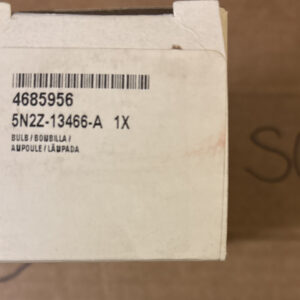 4685956
5N2Z-13466-A 1X
BULB / BOMBILLA /
AMPOULE / LÂMPADA